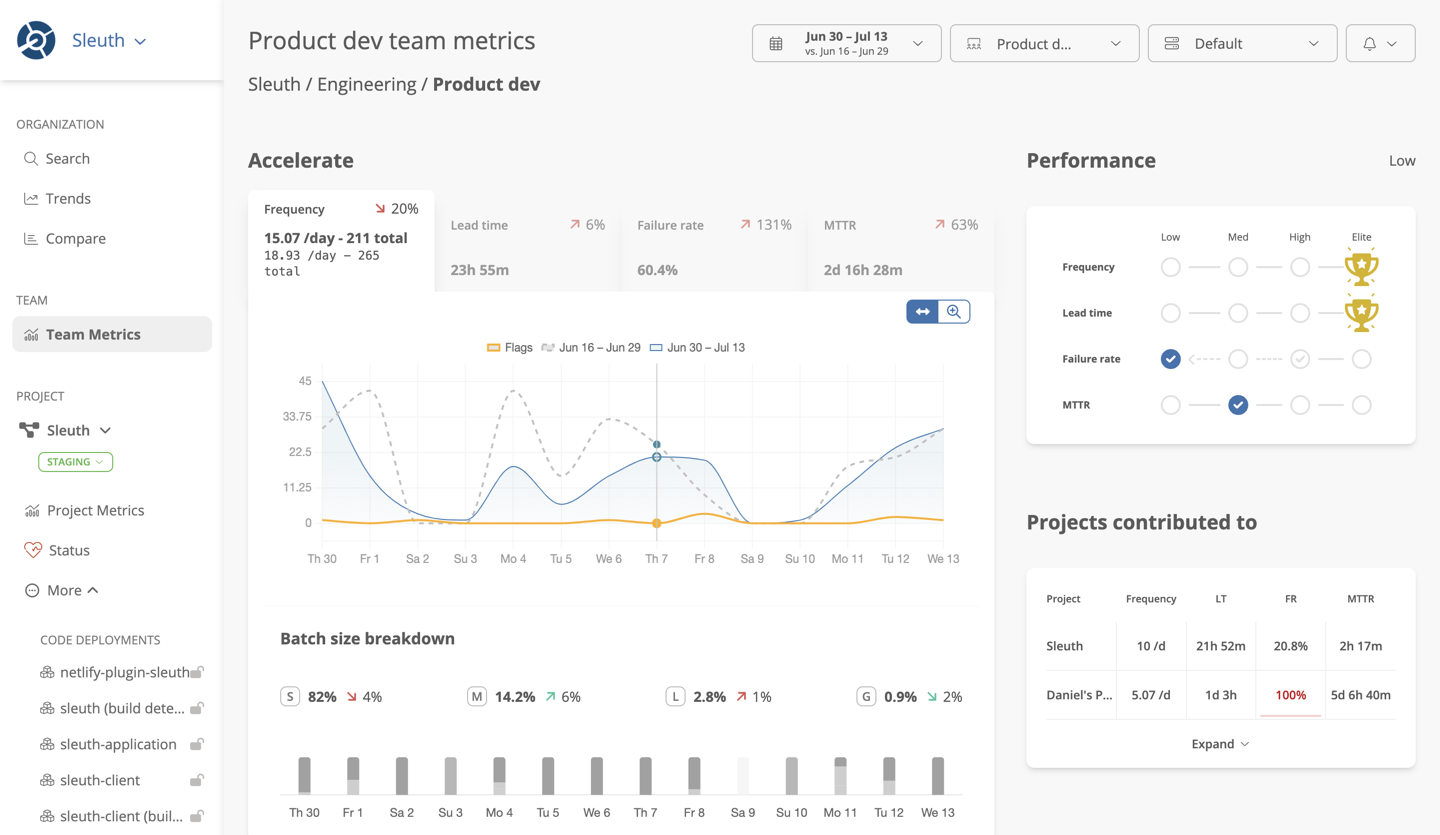 Sleuth
ORGANIZATION
Search
Trends
Compare
TEAM
Team Metrics
PROJECT
Sleuth
STAGING
Project Metrics
Status
More
CODE DEPLOYMENTS
netlify-plugin-sleuth
sleuth (build dete...
sleuth-application
sleuth-client
sleuth-client (buil...
Product dev team metrics
Sleuth / Engineering / Product dev
Jun 30 – Jul 13
vs. Jun 16 – Jun 29
Product d...
Default
Accelerate
Frequency 20%
15.07 /day - 211 total
18.93 /day – 265
total
Lead time 6%
23h 55m
Failure rate 131%
60.4%
MTTR 63%
2d 16h 28m
Flags Jun 16 – Jun 29 Jun 30 – Jul 13
45
33.75
22.5
11.25
0
Th 30 Fr 1 Sa 2 Su 3 Mo 4 Tu 5 We 6 Th 7 Fr 8 Sa 9 Su 10 Mo 11 Tu 12 We 13
Batch size breakdown
S 82% 4% M 14.2% 6% L 2.8% 1% G 0.9% 2%
Th 30 Fr 1 Sa 2 Su 3 Mo 4 Tu 5 We 6 Th 7 Fr 8 Sa 9 Su 10 Mo 11 Tu 12 We 13
Performance Low
Low Med High Elite
Frequency
Lead time
Failure rate
MTTR
Projects contributed to
Project Frequency LT FR MTTR
Sleuth 10 /d 21h 52m 20.8% 2h 17m
Daniel's P... 5.07 /d 1d 3h 100% 5d 6h 40m
Expand